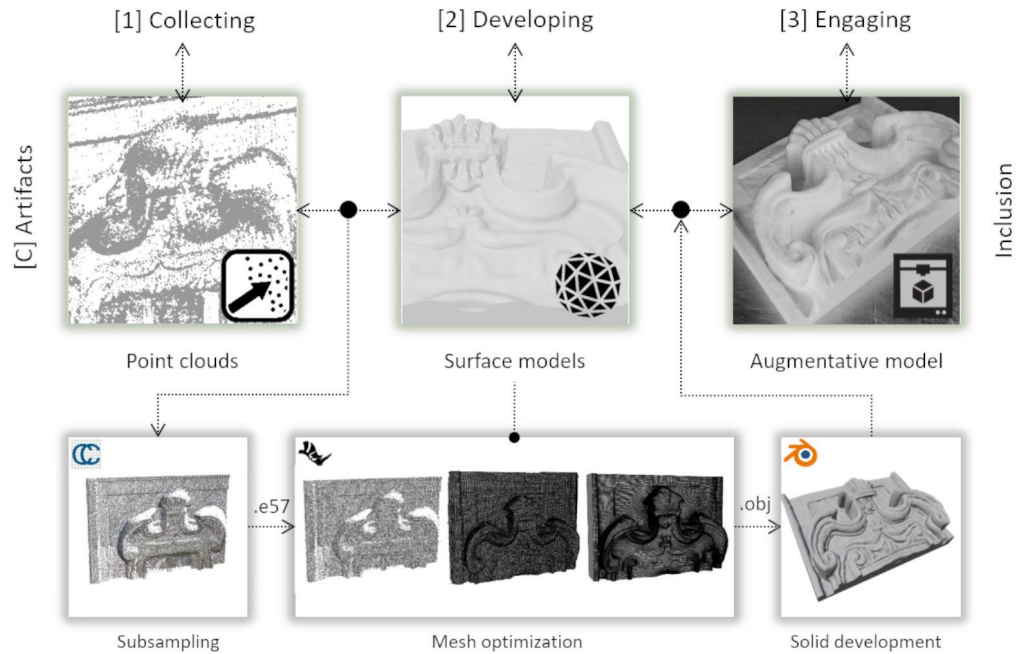 [1] Collecting
[2] Developing
[3] Engaging
[C] Artifacts
Inclusion
Point clouds
Surface models
Augmentative model
.e57
.obj
Subsampling
Mesh optimization
Solid development